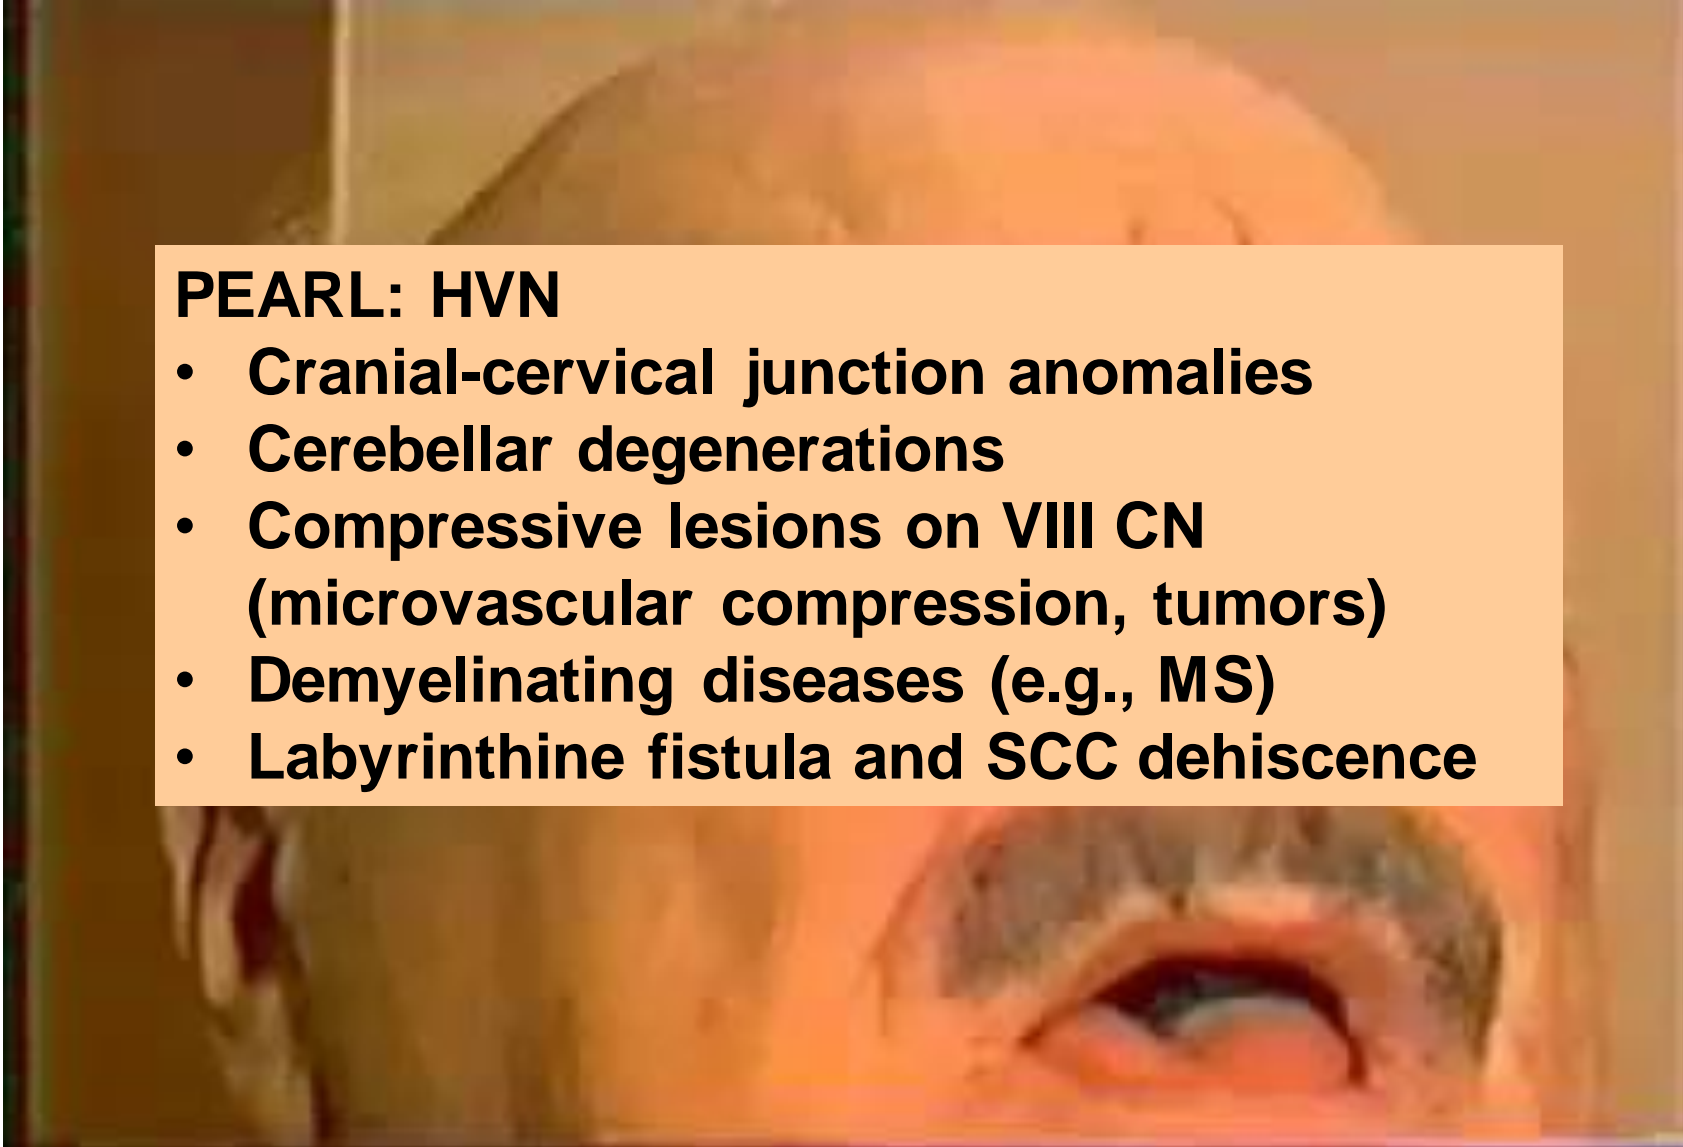 PEARL: HVN
• Cranial-cervical junction anomalies
• Cerebellar degenerations
• Compressive lesions on VIII CN
(microvascular compression, tumors)
• Demyelinating diseases (e.g., MS)
• Labyrinthine fistula and SCC dehiscence